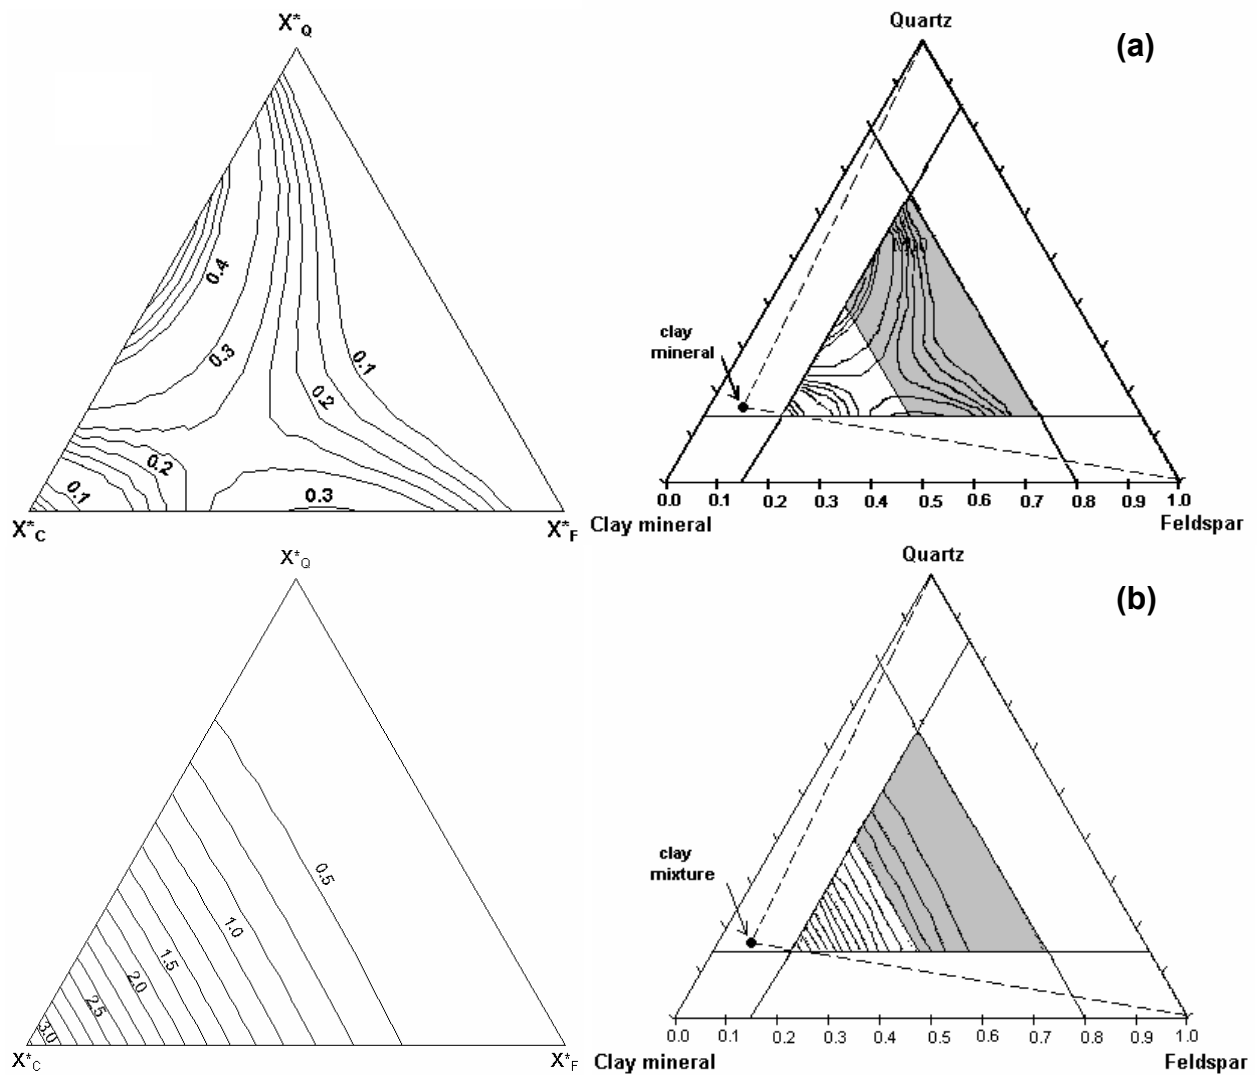 X*Q
0.4
0.3
0.1
0.2
0.2
0.1
0.3
X*C
X*F
Quartz
(a)
clay
mineral
0.0 0.1 0.2 0.3 0.4 0.5 0.6 0.7 0.8 0.9 1.0
Clay mineral
Feldspar
X*Q
0.5
1.0
1.5
2.0
2.5
3.0
X*C
X*F
Quartz
(b)
clay
mixture
0.0 0.1 0.2 0.3 0.4 0.5 0.6 0.7 0.8 0.9 1.0
Clay mineral
Feldspar